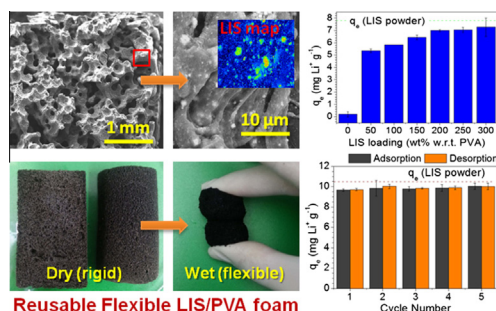 LIS map
1 mm
10 μm
qe (LIS powder)
qe (mg Li+ g-1)
8
7
6
5
4
3
2
1
0
0 50 100 150 200 250 300
LIS loading (wt% w.r.t. PVA)
Dry (rigid)
Wet (flexible)
Adsorption Desorption
qe (LIS powder)
qe (mg Li+ g-1)
12
10
8
6
4
2
0
1 2 3 4 5
Cycle Number
Reusable Flexible LIS/PVA foam